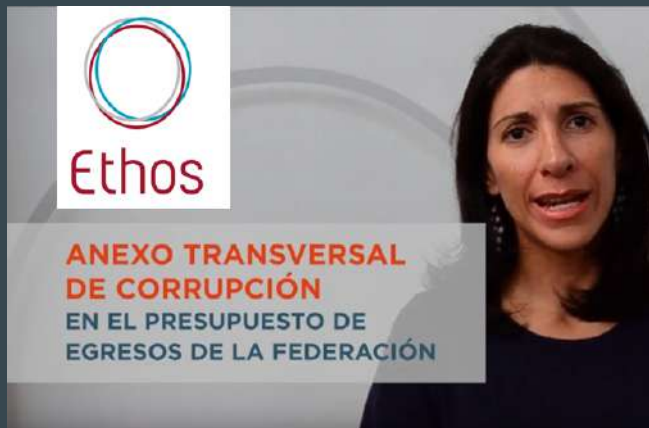 Ethos
ANEXO TRANSVERSAL
DE CORRUPCIÓN
EN EL PRESUPUESTO DE
EGRESOS DE LA FEDERACIÓN